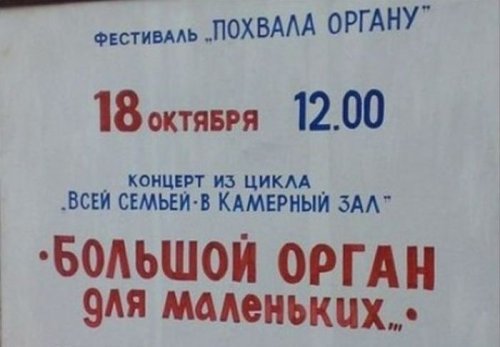 ФЕСТИВАЛЬ „ПОХВАЛА ОРГАНУ"
18 ОКТЯБРЯ 12.00
КОНЦЕРТ ИЗ ЦИКЛА
„ВСЕЙ СЕМЬЕЙ·В КАМЕРНЫЙ ЗАЛ"
·БОЛЬШОЙ ОРГАН
для маленьких...·